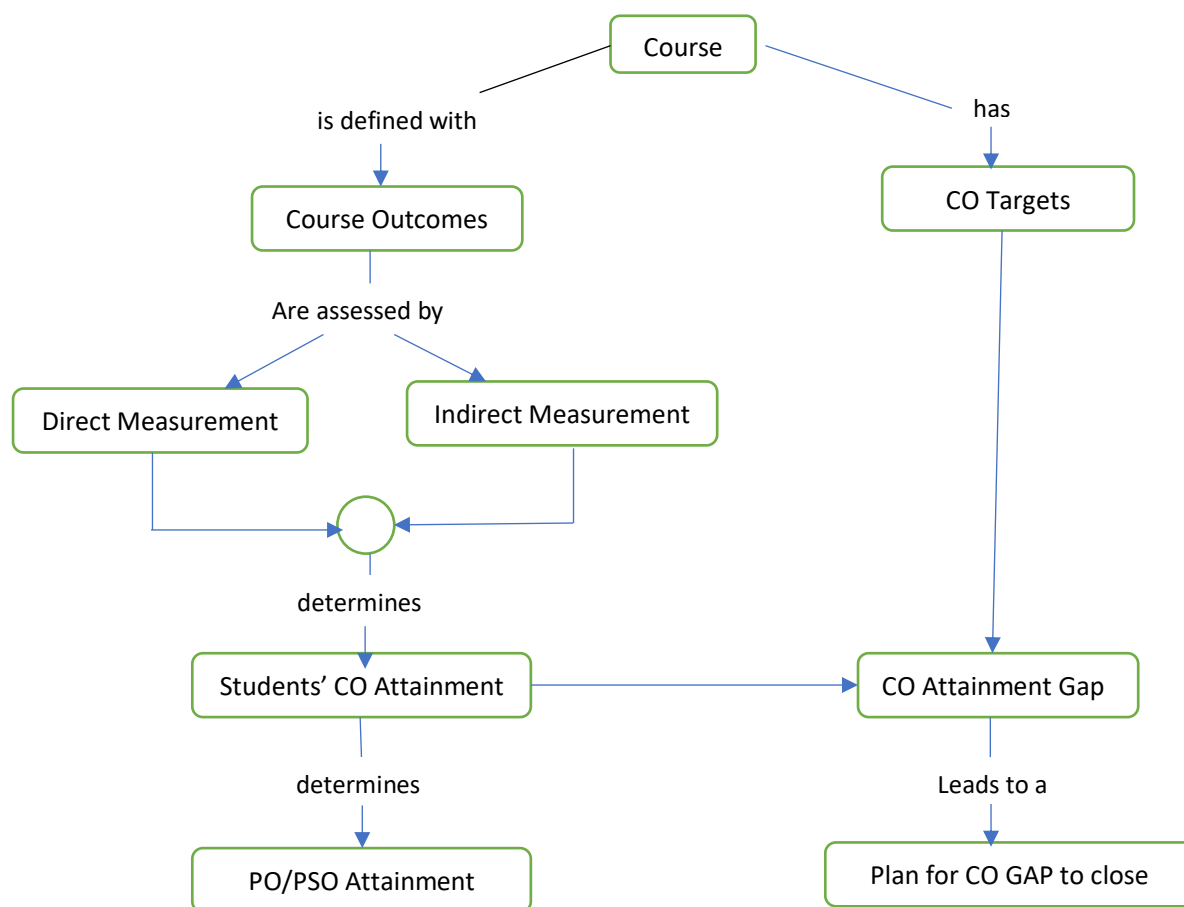 Course
is defined with
has
Course Outcomes
CO Targets
Are assessed by
Direct Measurement
Indirect Measurement
determines
Students’ CO Attainment
CO Attainment Gap
determines
Leads to a
PO/PSO Attainment
Plan for CO GAP to close